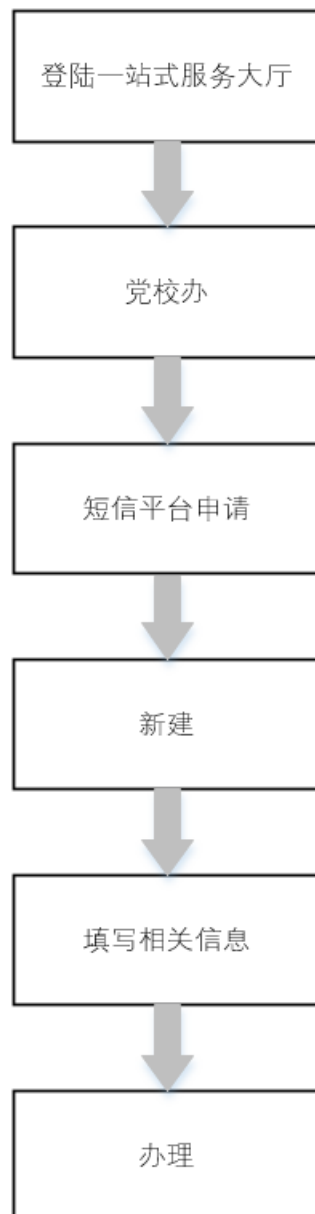 登陆一站式服务大厅
党校办
短信平台申请
新建
填写相关信息
办理